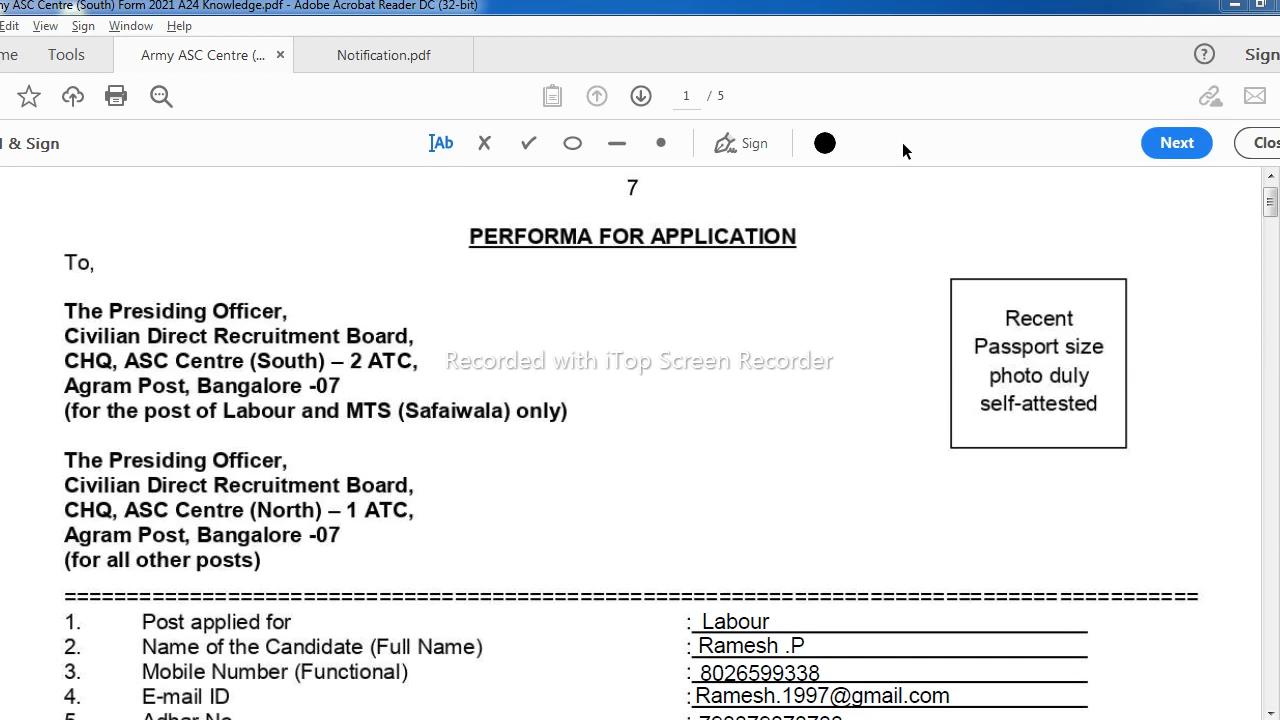 ny ASC Centre (South) Form 2021 A24 Knowledge.pdf - Adobe Acrobat Reader DC (32-bit)
Edit View Sign Window Help
me Tools Army ASC Centre (... × Notification.pdf Sign
1 / 5
l & Sign Ab Sign Next Clos
7
PERFORMA FOR APPLICATION
To,
The Presiding Officer,
Civilian Direct Recruitment Board,
CHQ, ASC Centre (South) – 2 ATC,
Agram Post, Bangalore -07
(for the post of Labour and MTS (Safaiwala) only)
Recent
Passport size
photo duly
self-attested
Recorded with iTop Screen Recorder
The Presiding Officer,
Civilian Direct Recruitment Board,
CHQ, ASC Centre (North) – 1 ATC,
Agram Post, Bangalore -07
(for all other posts)
1. Post applied for : Labour
2. Name of the Candidate (Full Name) : Ramesh .P
3. Mobile Number (Functional) : 8026599338
4. E-mail ID : Ramesh.1997@gmail.com
5. Adhar No